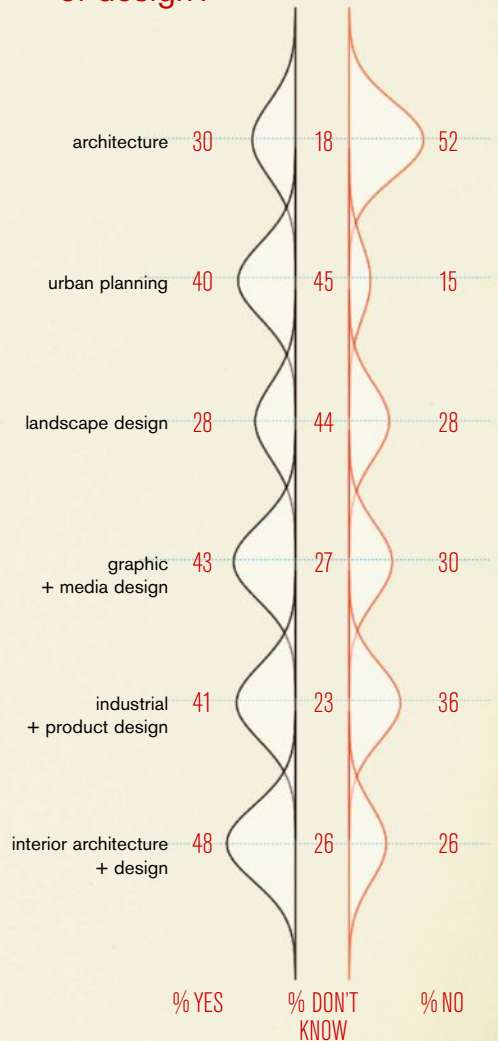 or design?
architecture 30 18 52
urban planning 40 45 15
landscape design 28 44 28
graphic 43 27 30
+ media design
industrial 41 23 36
+ product design
interior architecture 48 26 26
+ design
% YES % DON'T % NO
KNOW